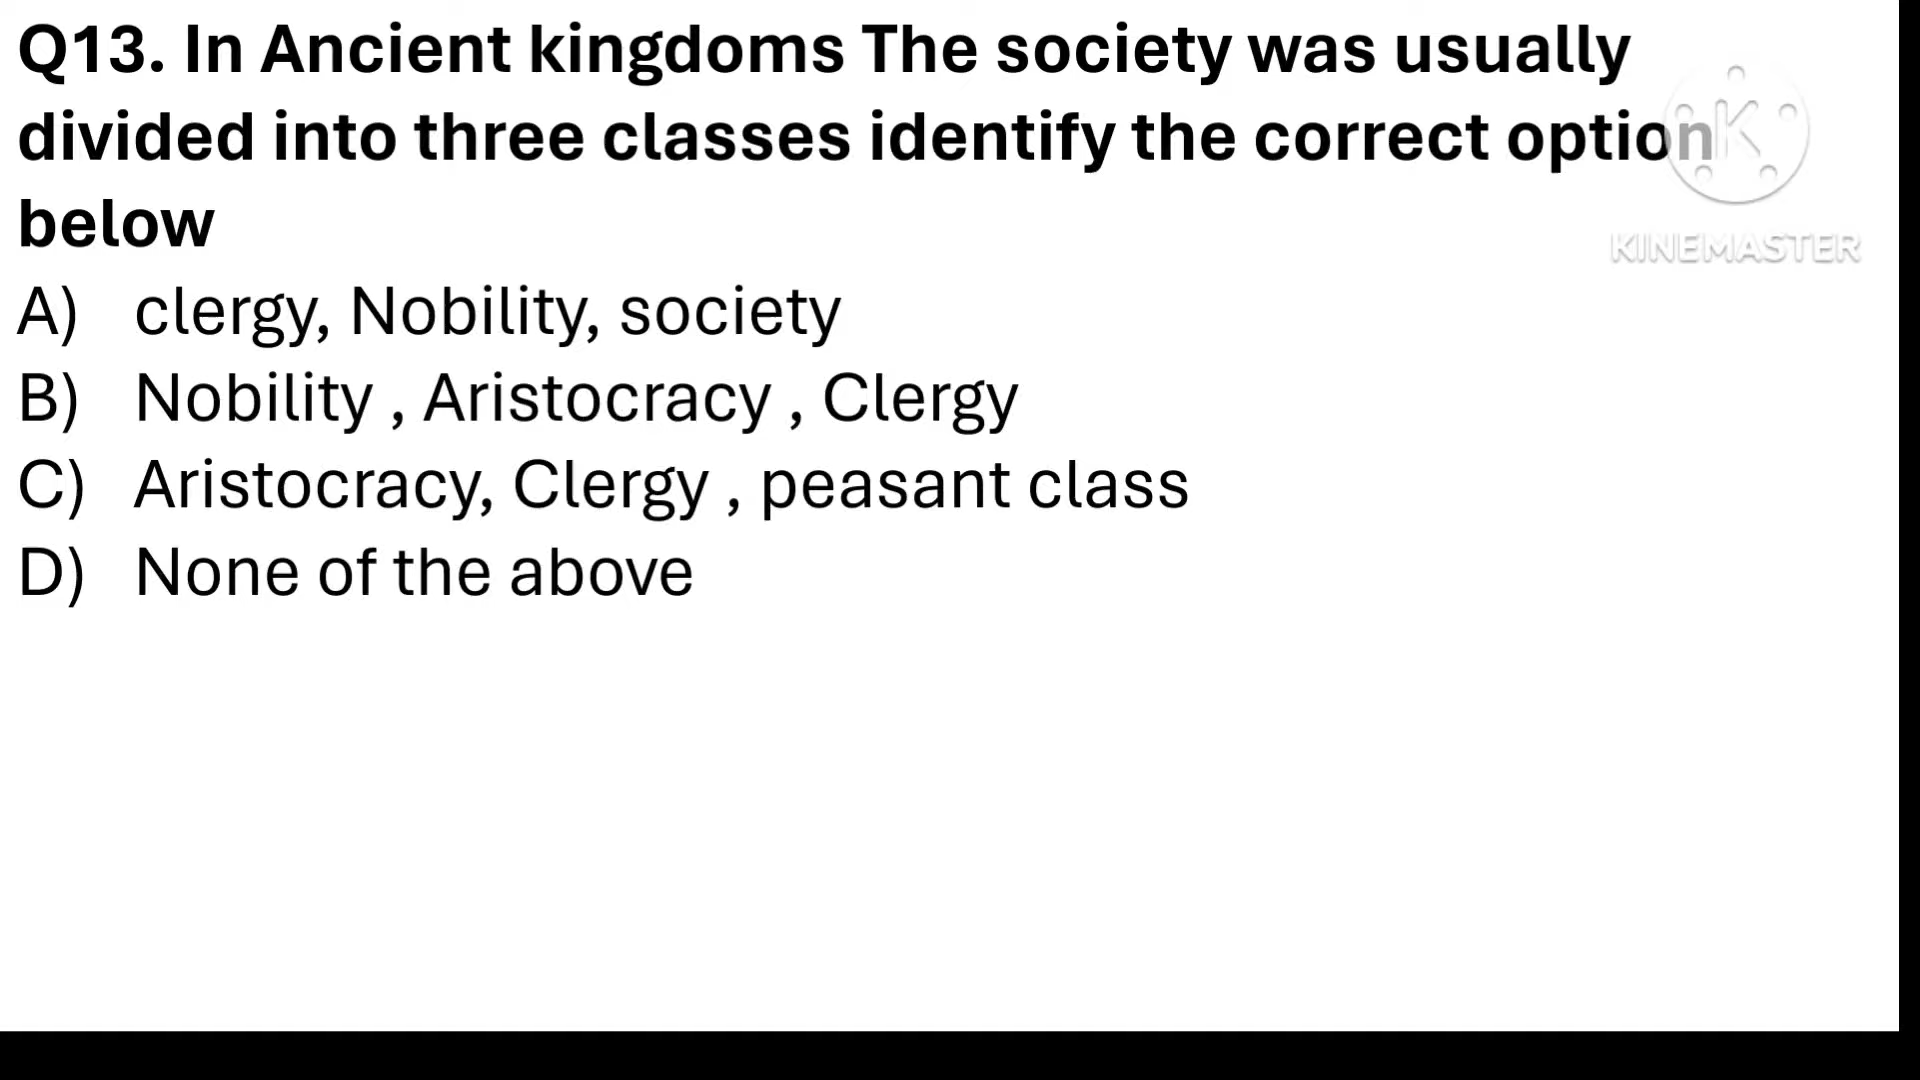 Q13. In Ancient kingdoms The society was usually
divided into three classes identify the correct option
below
KINEMASTER
A) clergy, Nobility, society
B) Nobility , Aristocracy , Clergy
C) Aristocracy, Clergy , peasant class
D) None of the above